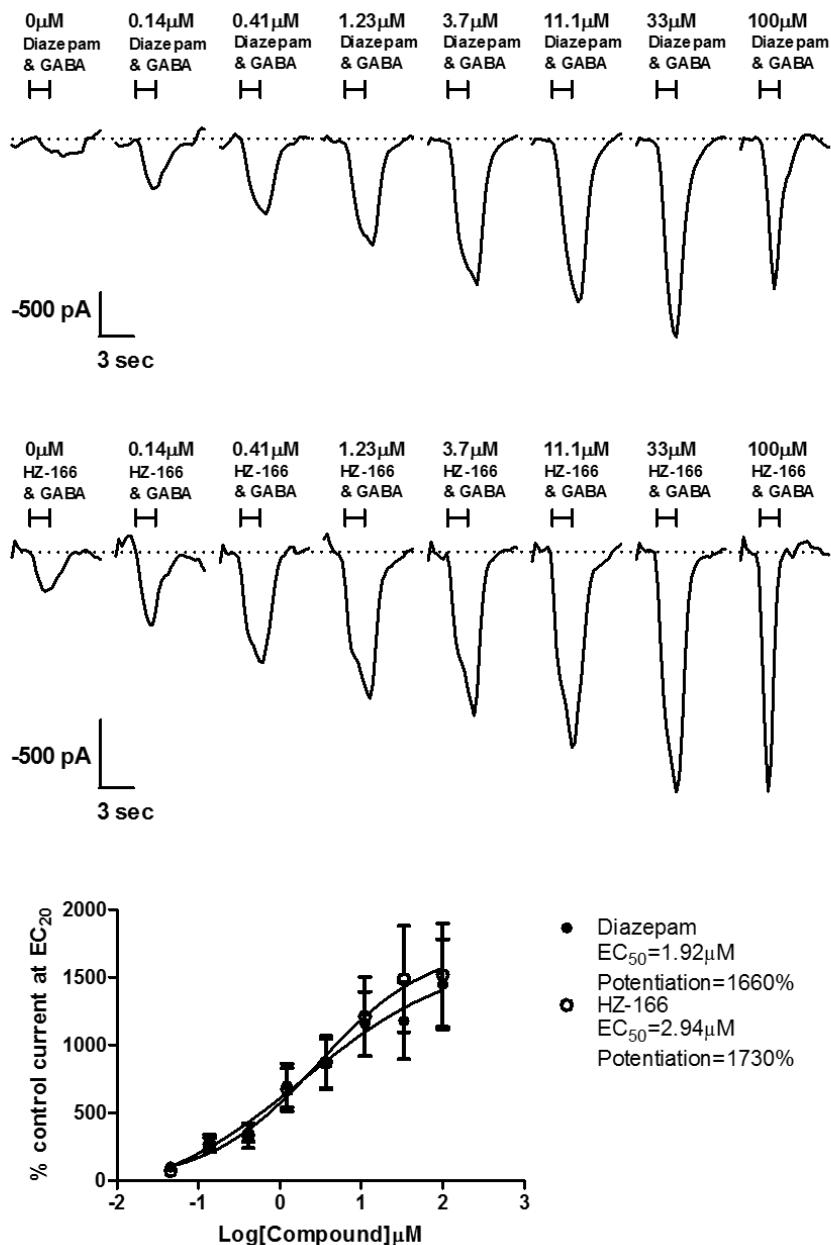 0μM 0.14μM 0.41μM 1.23μM 3.7μM 11.1μM 33μM 100μM
Diazepam Diazepam Diazepam Diazepam Diazepam Diazepam Diazepam Diazepam
& GABA & GABA & GABA & GABA & GABA & GABA & GABA & GABA
-500 pA
3 sec
0μM 0.14μM 0.41μM 1.23μM 3.7μM 11.1μM 33μM 100μM
HZ-166 HZ-166 HZ-166 HZ-166 HZ-166 HZ-166 HZ-166 HZ-166
& GABA & GABA & GABA & GABA & GABA & GABA & GABA & GABA
-500 pA
3 sec
% control current at EC20
2000
1500
1000
500
0
-2 -1 0 1 2 3
Log[Compound]μM
Diazepam
EC50=1.92μM
Potentiation=1660%
HZ-166
EC50=2.94μM
Potentiation=1730%